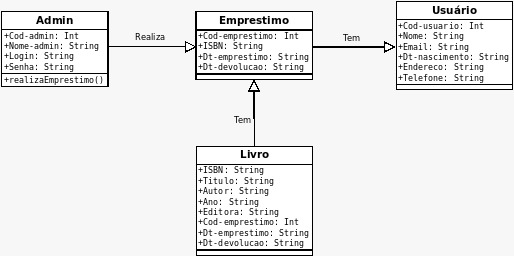 Admin
+Cod-admin: Int
+Nome-admin: String
+Login: String
+Senha: String
+realizaEmprestimo()
Realiza
Emprestimo
+Cod-emprestimo: Int
+ISBN: String
+Dt-emprestimo: String
+Dt-devolucao: String
Tem
Usuário
+Cod-usuario: Int
+Nome: String
+Email: String
+Dt-nascimento: String
+Endereco: String
+Telefone: String
Tem
Livro
+ISBN: String
+Titulo: String
+Autor: String
+Ano: String
+Editora: String
+Cod-emprestimo: Int
+Dt-emprestimo: String
+Dt-devolucao: String